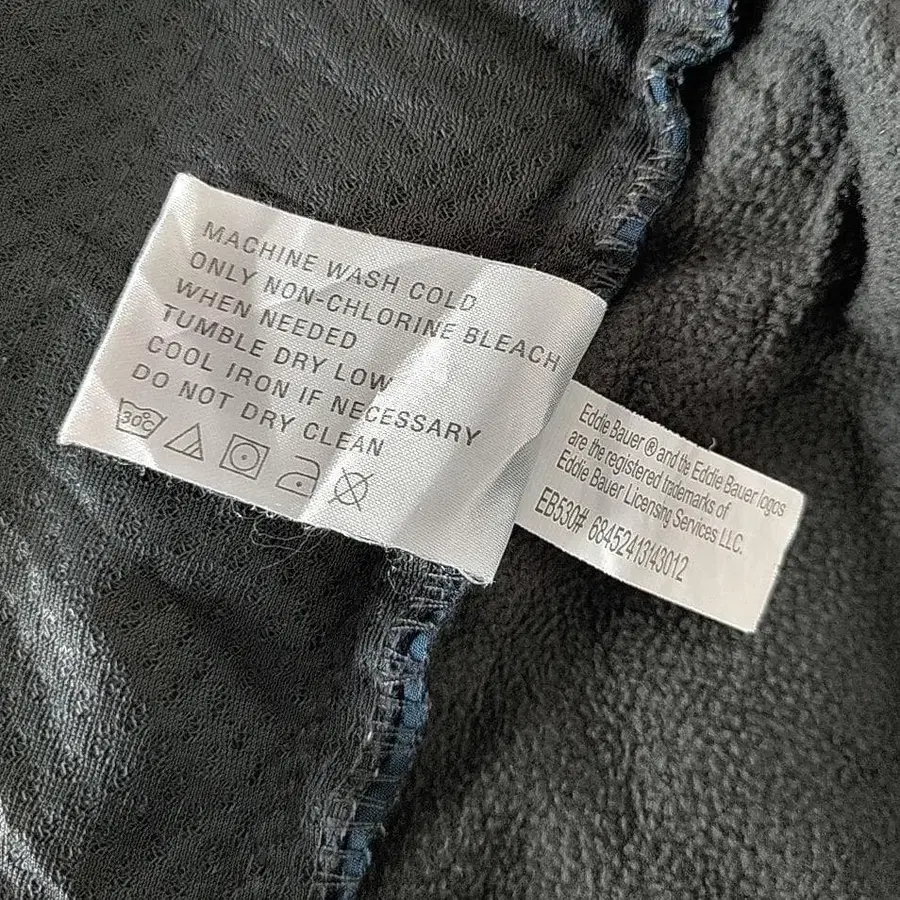 MACHINE WASH COLD
ONLY NON-CHLORINE BLEACH
WHEN NEEDED
TUMBLE DRY LOW
COOL IRON IF NECESSARY
DO NOT DRY CLEAN
30°C
Eddie Bauer ® and the Eddie Bauer logos
are the registered trademarks of
Eddie Bauer Licensing Services LLC.
EB530# 68452413143012